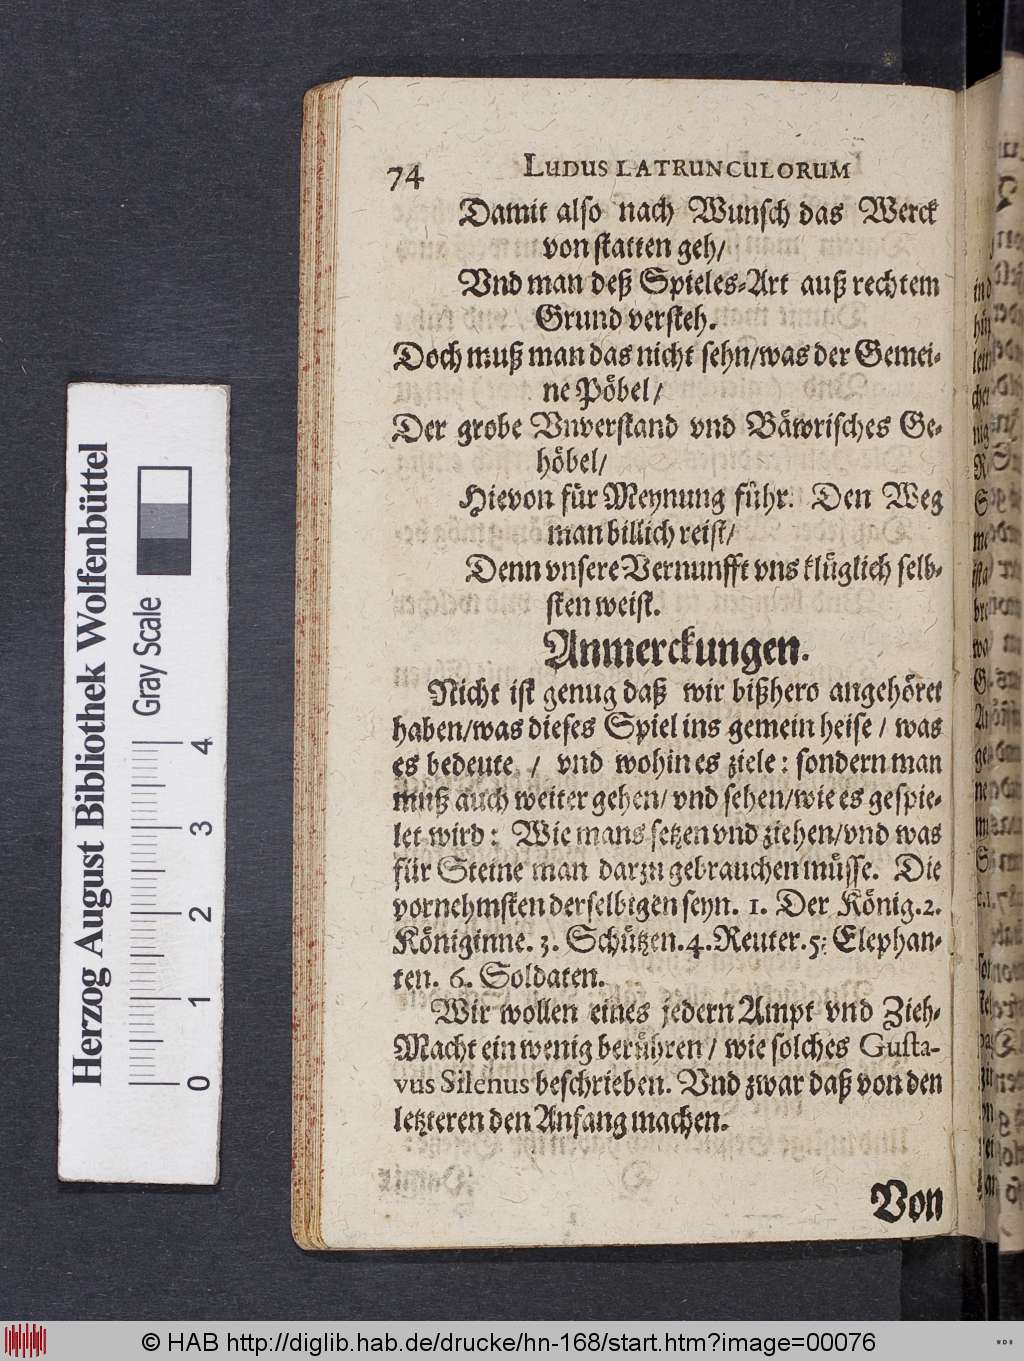 74 LUDUS LATRUNCULORUM
Damit also nach Wunsch das Werck
von statten geh/
Vnd man deß Spieles-Art auß rechtem
Grund versteh.
Doch muß man das nicht sehn/was der Gemei-
ne Pöbel/
Der grobe Vnverstand vnd Bäwrisches Ge-
höbel/
Hievon für Meynung führ. Den Weg
man billich reist/
Denn vnsere Vernunfft vns klüglich selb-
sten weist.
Anmerckungen.
Nicht ist genug daß wir bißhero angehöret
haben/was dieses Spiel ins gemein heise / was
es bedeute / vnd wohin es ziele: sondern man
muß auch weiter gehen/ vnd sehen/wie es gespie-
let wird: Wie mans setzen vnd ziehen/vnd was
für Steine man darzu gebrauchen müsse. Die
vornehmsten derselbigen seyn. 1. Der König.2.
Königinne. 3. Schützen.4.Reuter.5. Elephan-
ten. 6. Soldaten.
Wir wollen eines jedern Ampt vnd Zieh-
Macht ein wenig berühren / wie solches Gusta-
vus Silenus beschrieben. Vnd zwar daß von den
letzteren den Anfang machen.
Von
Herzog August Bibliothek Wolfenbüttel
Gray Scale
0 1 2 3 4
© HAB http://diglib.hab.de/drucke/hn-168/start.htm?image=00076